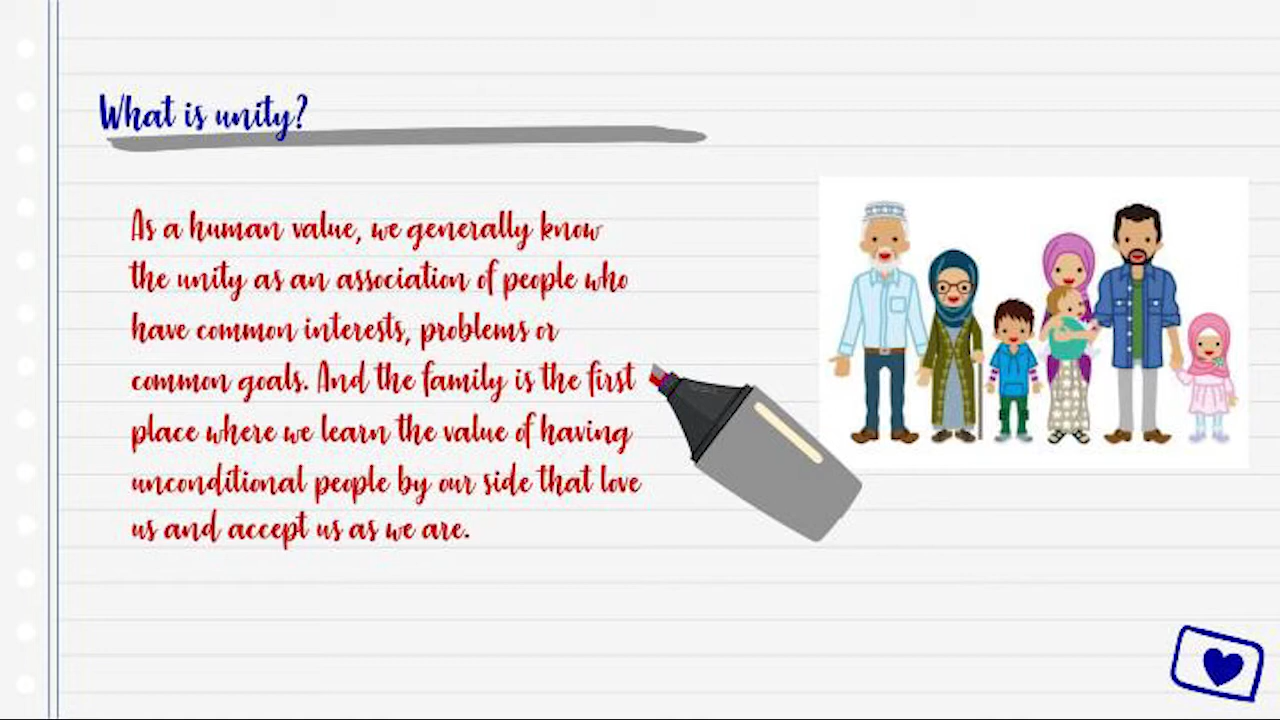 What is unity?
As a human value, we generally know
the unity as an association of people who
have common interests, problems or
common goals. And the family is the first
place where we learn the value of having
unconditional people by our side that love
us and accept us as we are.